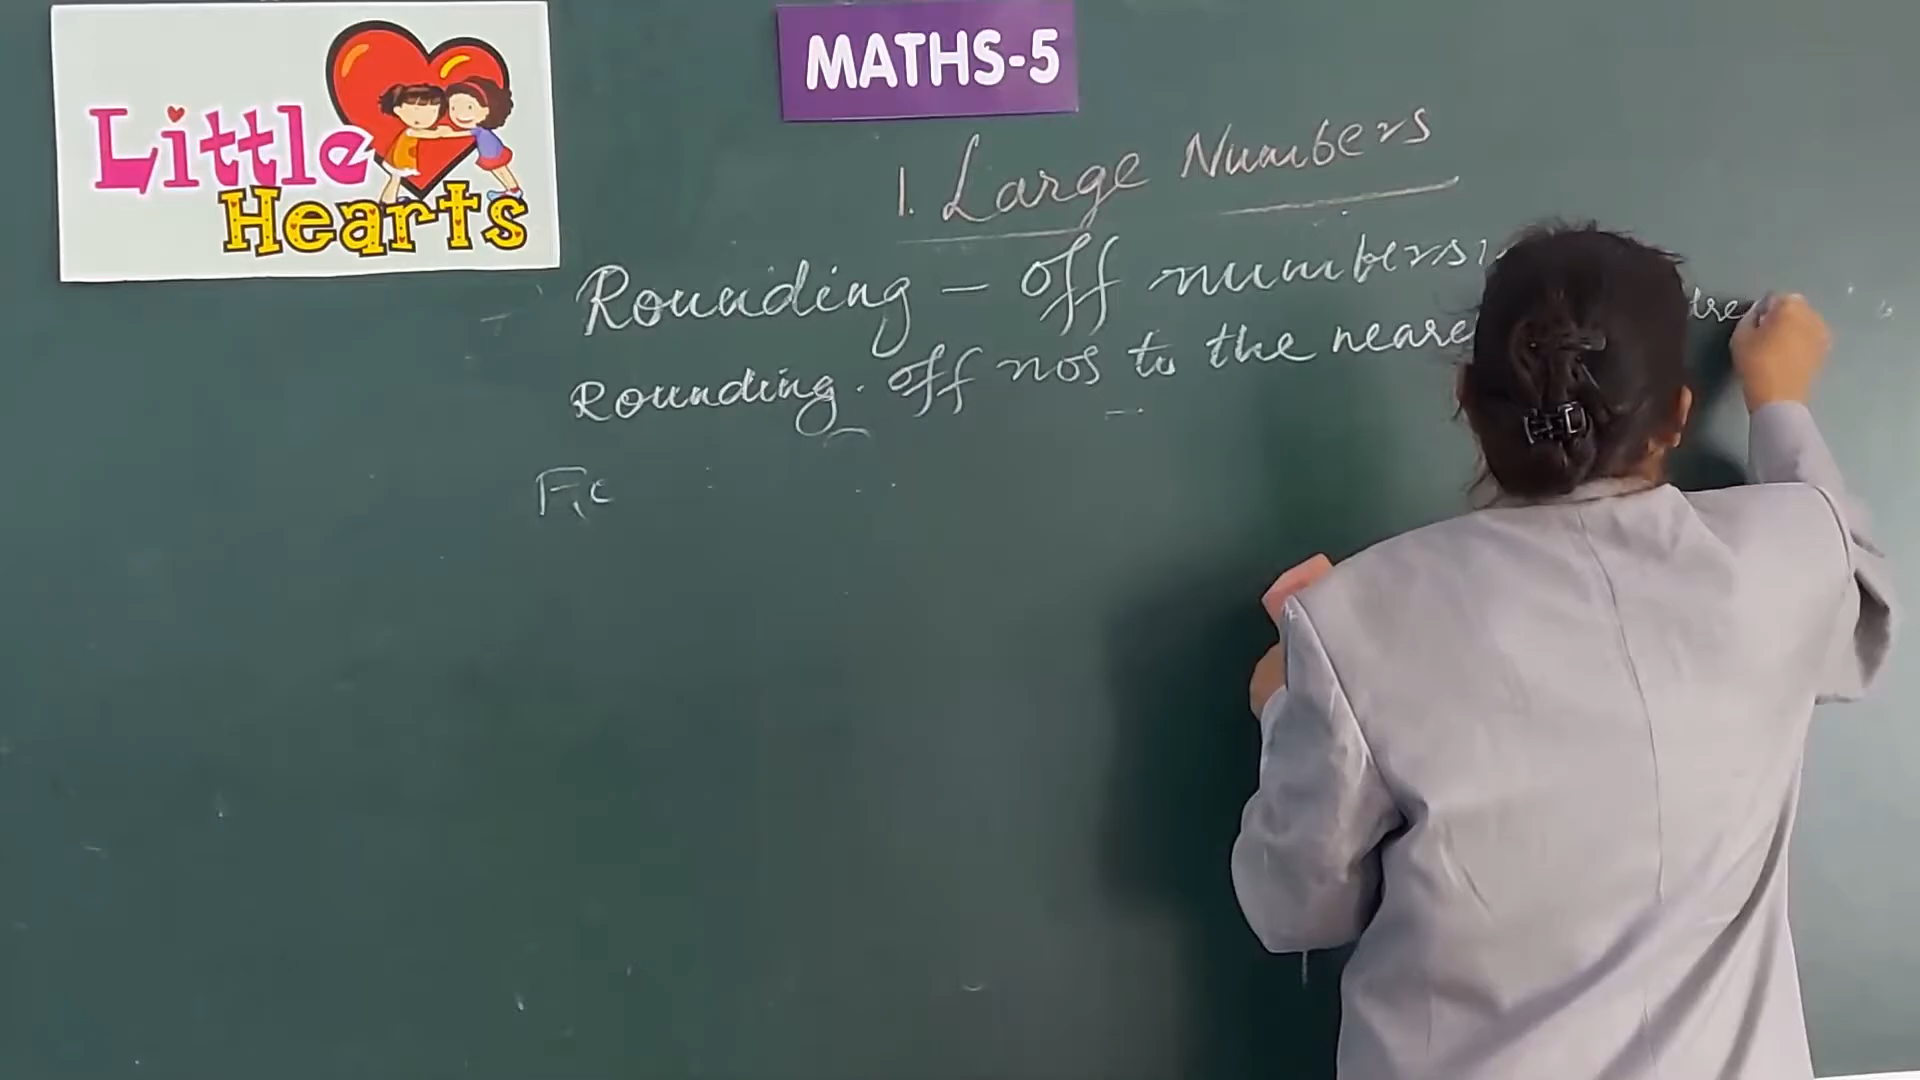 Little
Hearts
MATHS-5
1. Large Numbers
Rounding - off numbers:
Rounding. off nos to the